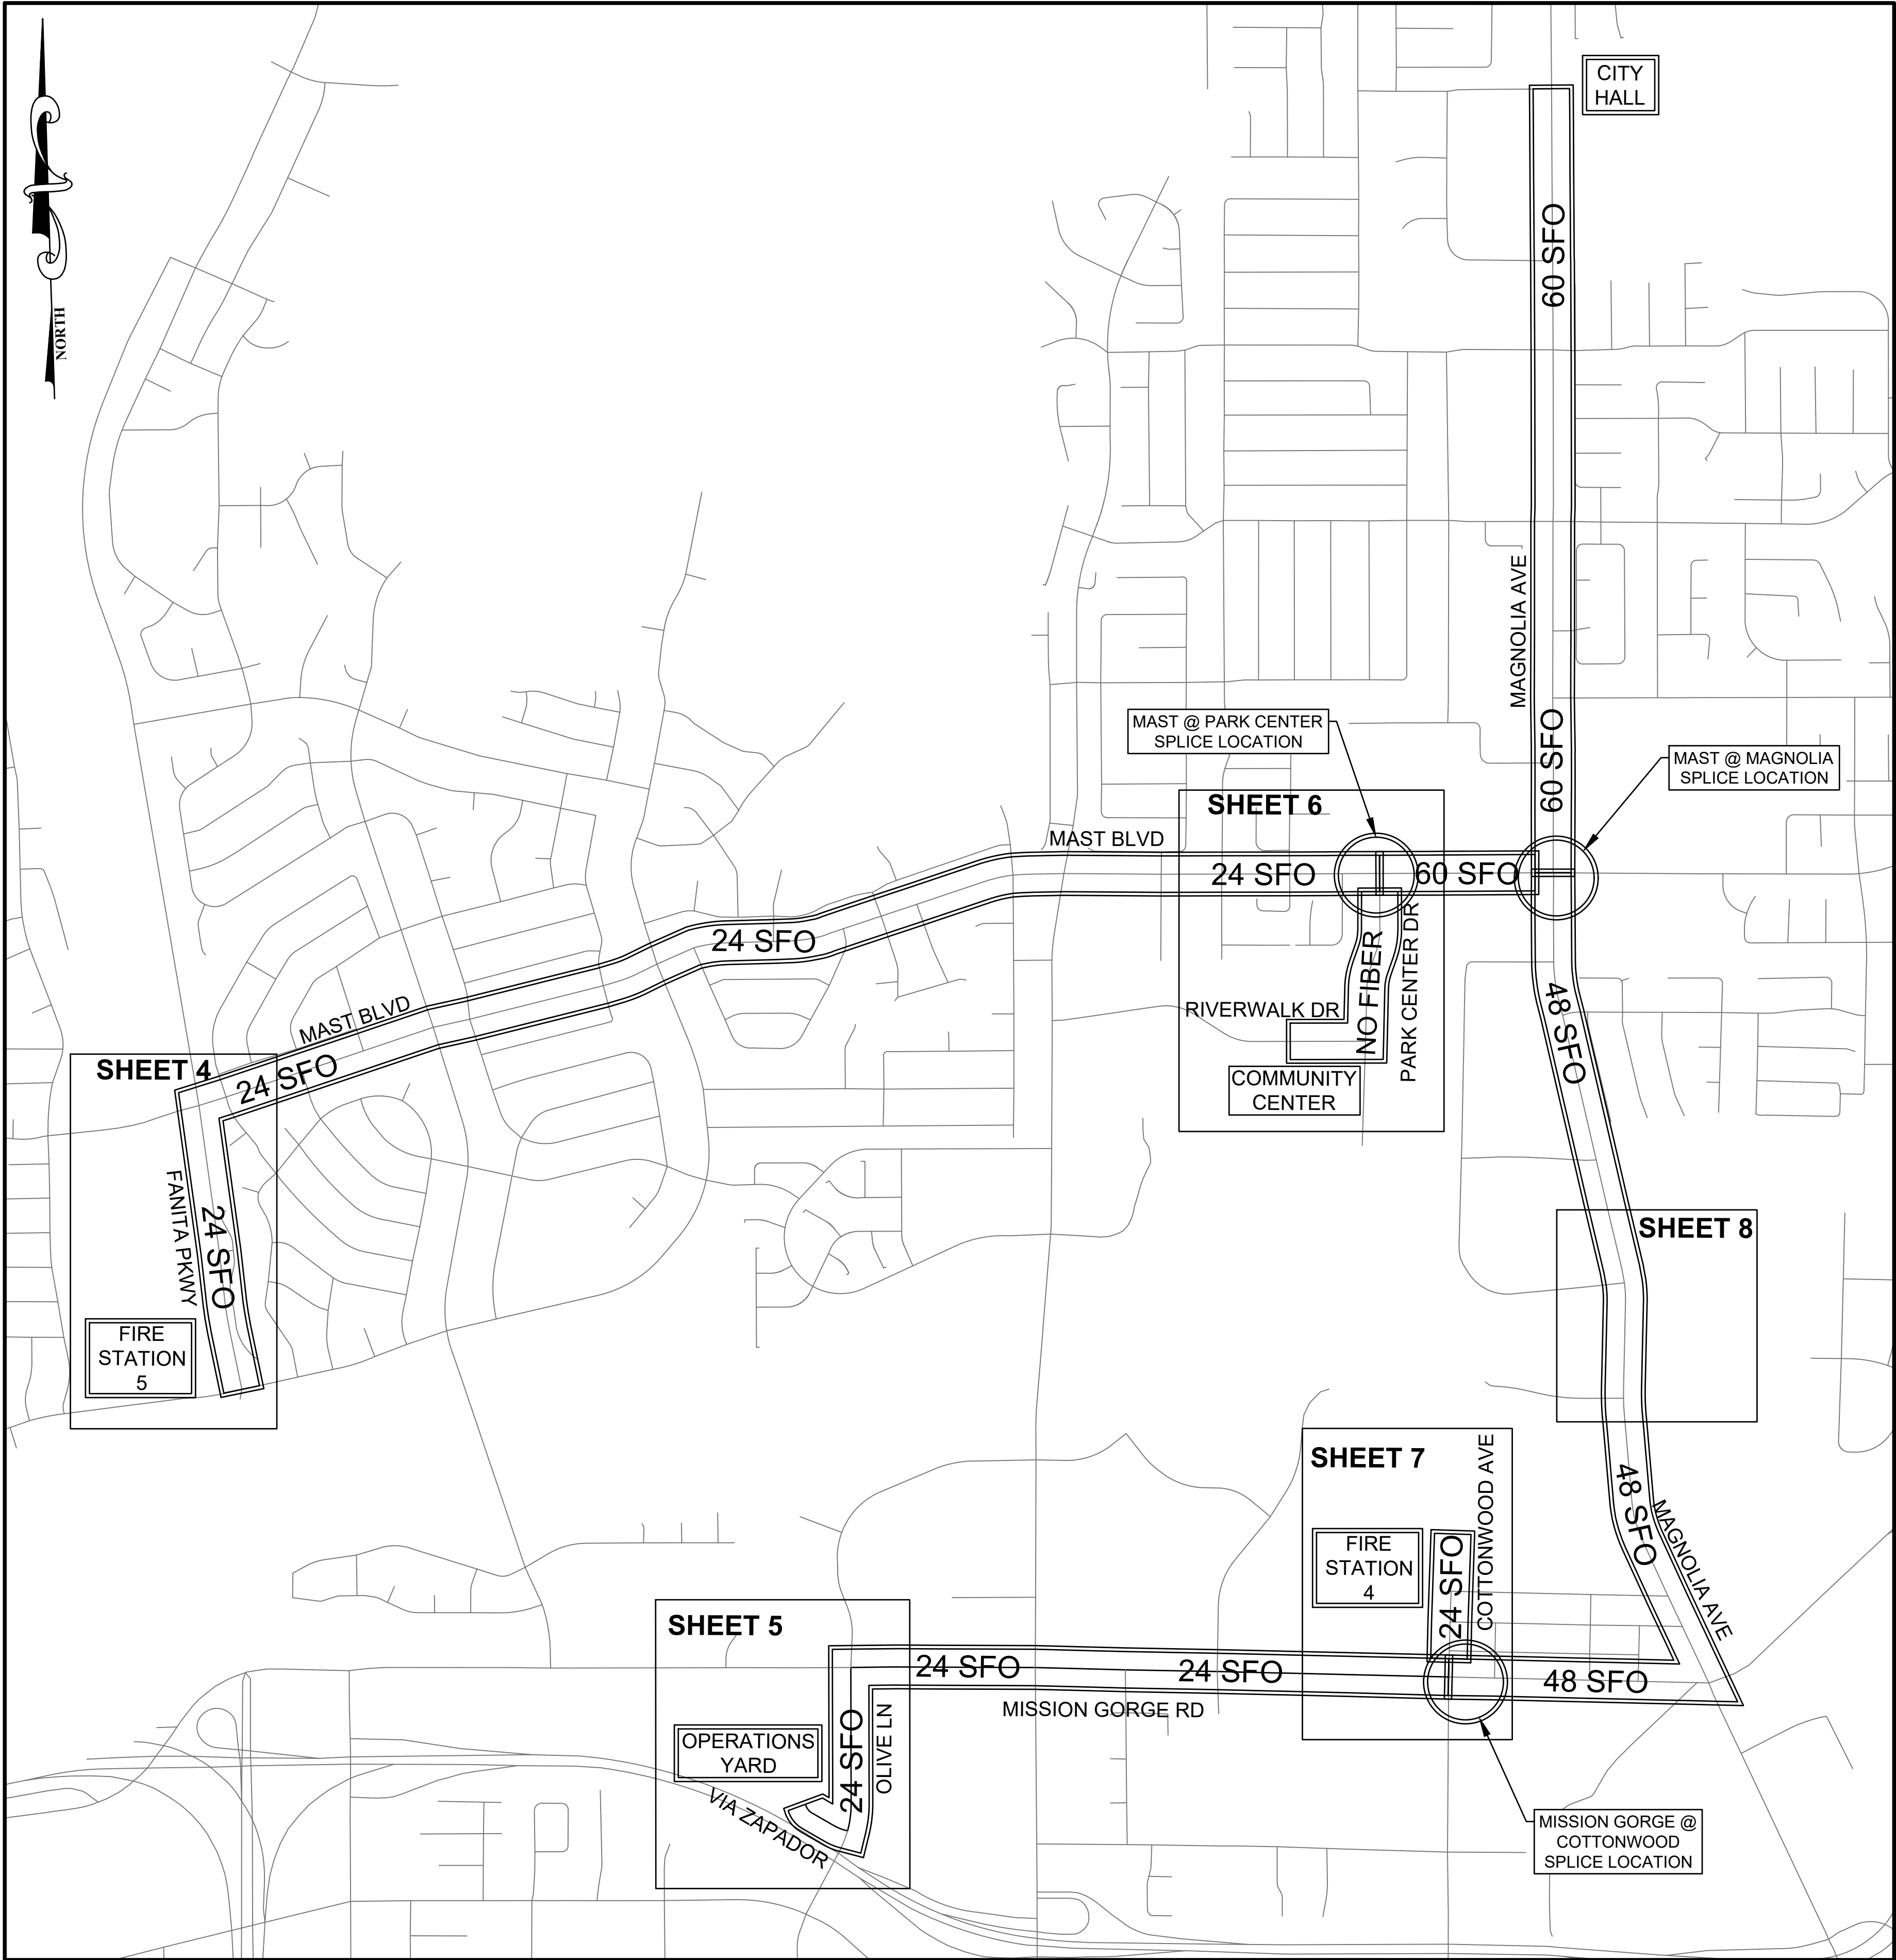 NORTH
CITY
HALL
60 SFO
MAGNOLIA AVE
60 SFO
MAST @ PARK CENTER
SPLICE LOCATION
MAST @ MAGNOLIA
SPLICE LOCATION
SHEET 6
MAST BLVD
24 SFO
60 SFO
24 SFO
NO FIBER
PARK CENTER DR
RIVERWALK DR
COMMUNITY
CENTER
48 SFO
MAST BLVD
SHEET 4
24 SFO
FANITA PKWY
24 SFO
FIRE
STATION
5
SHEET 8
48 SFO
MAGNOLIA AVE
SHEET 7
COTTONWOOD AVE
FIRE
STATION
4
24 SFO
SHEET 5
24 SFO
24 SFO
48 SFO
MISSION GORGE RD
OPERATIONS
YARD
24 SFO
OLIVE LN
VIA ZAPADOR
MISSION GORGE @
COTTONWOOD
SPLICE LOCATION